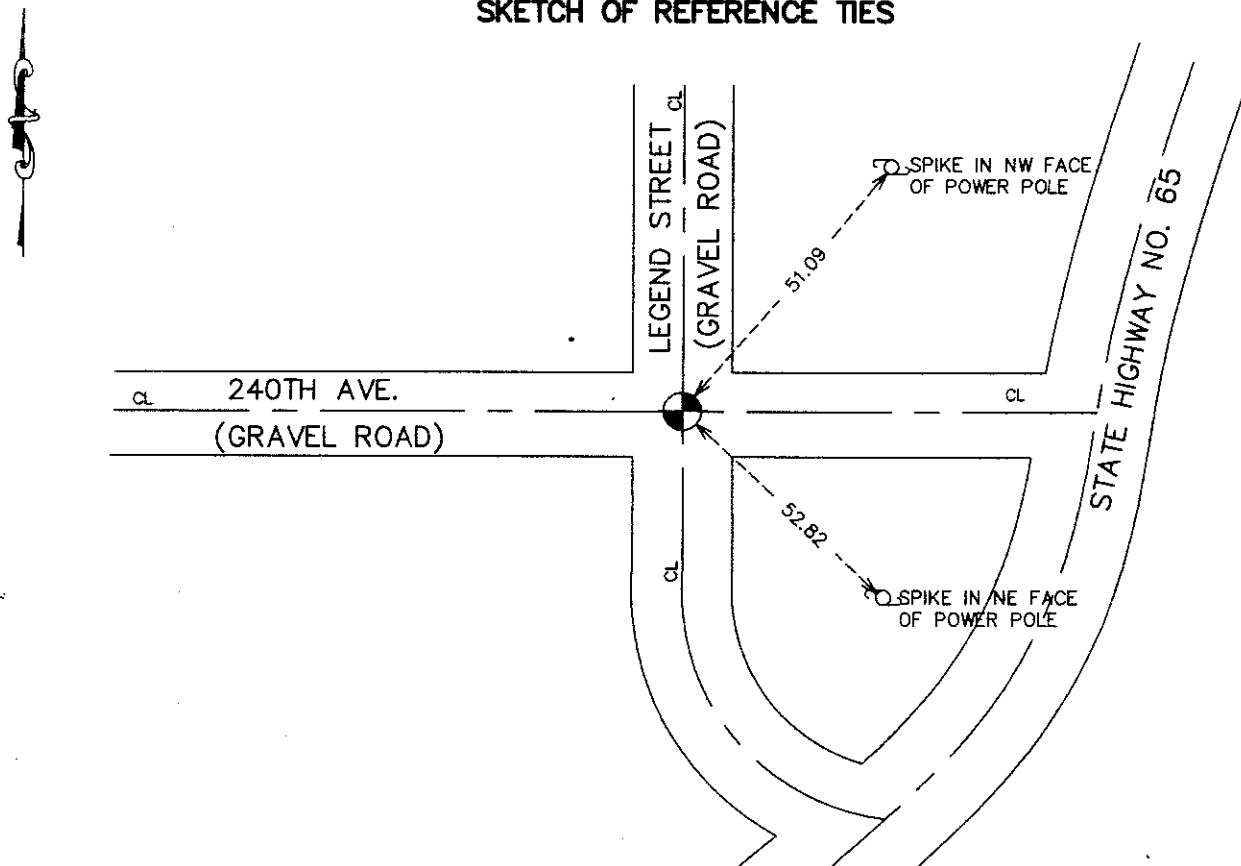 SKETCH OF REFERENCE TIES
CL
LEGEND STREET
(GRAVEL ROAD)
SPIKE IN NW FACE
OF POWER POLE
51.09
STATE HIGHWAY NO. 65
240TH AVE.
CL
CL
(GRAVEL ROAD)
52.82
CL
SPIKE IN NE FACE
OF POWER POLE